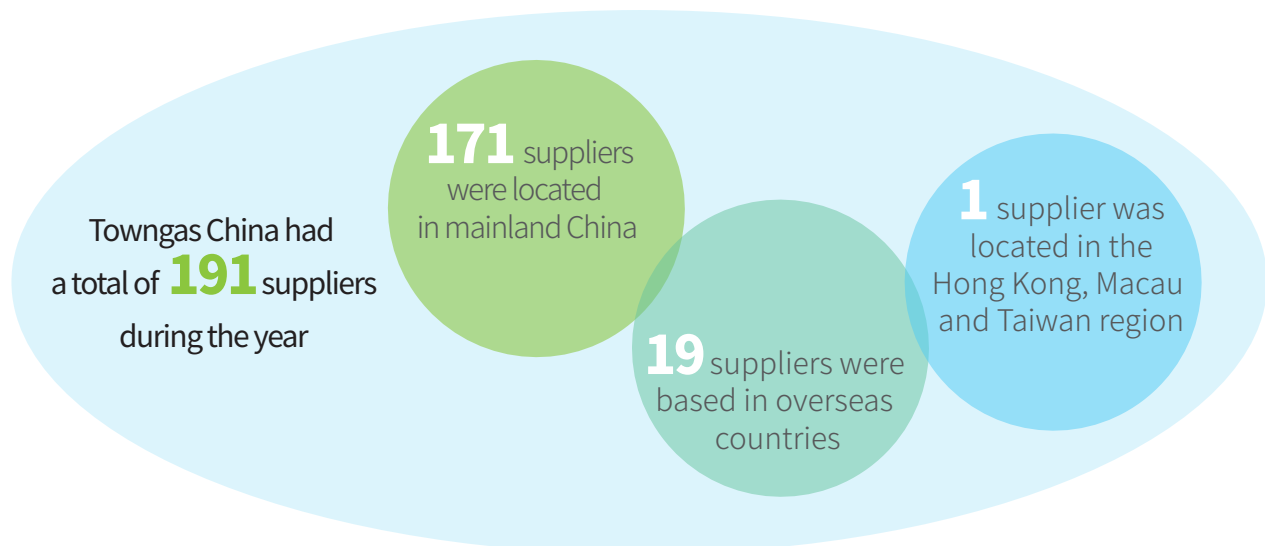 Towngas China had
a total of 191 suppliers
during the year
171 suppliers
were located
in mainland China
19 suppliers were
based in overseas
countries
1 supplier was
located in the
Hong Kong, Macau
and Taiwan region